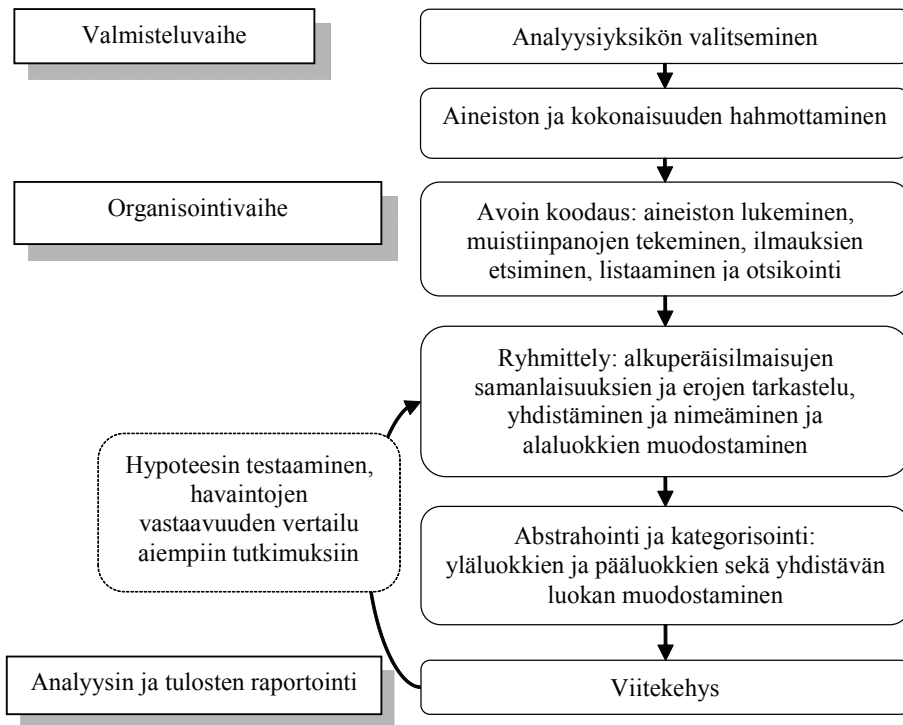 Valmisteluvaihe
Analyysiyksikön valitseminen
Aineiston ja kokonaisuuden hahmottaminen
Organisointivaihe
Avoin koodaus: aineiston lukeminen,
muistiinpanojen tekeminen, ilmauksien
etsiminen, listaaminen ja otsikointi
Ryhmittely: alkuperäisilmaisujen
samanlaisuuksien ja erojen tarkastelu,
yhdistäminen ja nimeäminen ja
alaluokkien muodostaminen
Hypoteesin testaaminen,
havaintojen
vastaavuuden vertailu
aiempiin tutkimuksiin
Abstrahointi ja kategorisointi:
yläluokkien ja pääluokkien sekä yhdistävän
luokan muodostaminen
Analyysin ja tulosten raportointi
Viitekehys